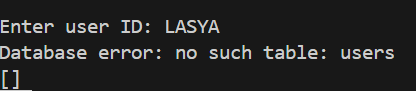 Enter user ID: LASYA
Database error: no such table: users
[]